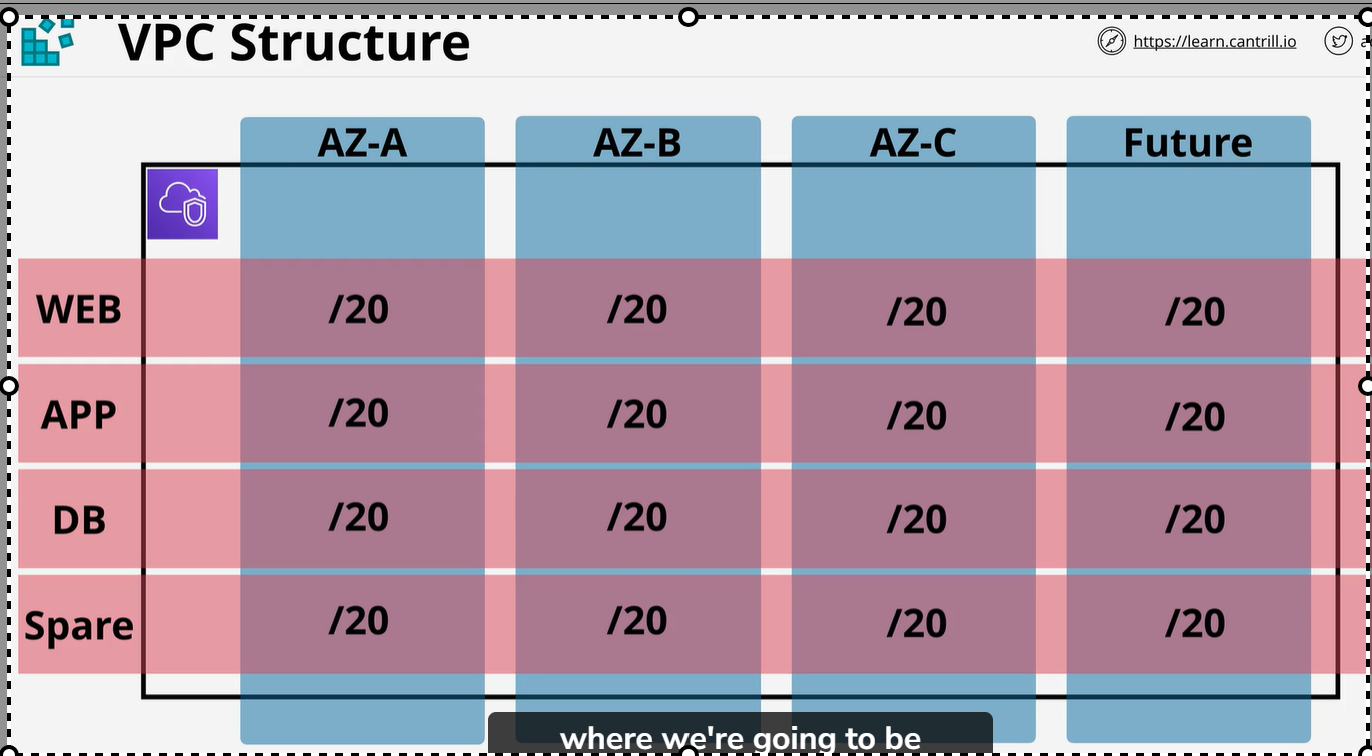 VPC Structure
https://learn.cantrill.io
AZ-A AZ-B AZ-C Future
WEB /20 /20 /20 /20
APP /20 /20 /20 /20
DB /20 /20 /20 /20
Spare /20 /20 /20 /20
where we're going to be